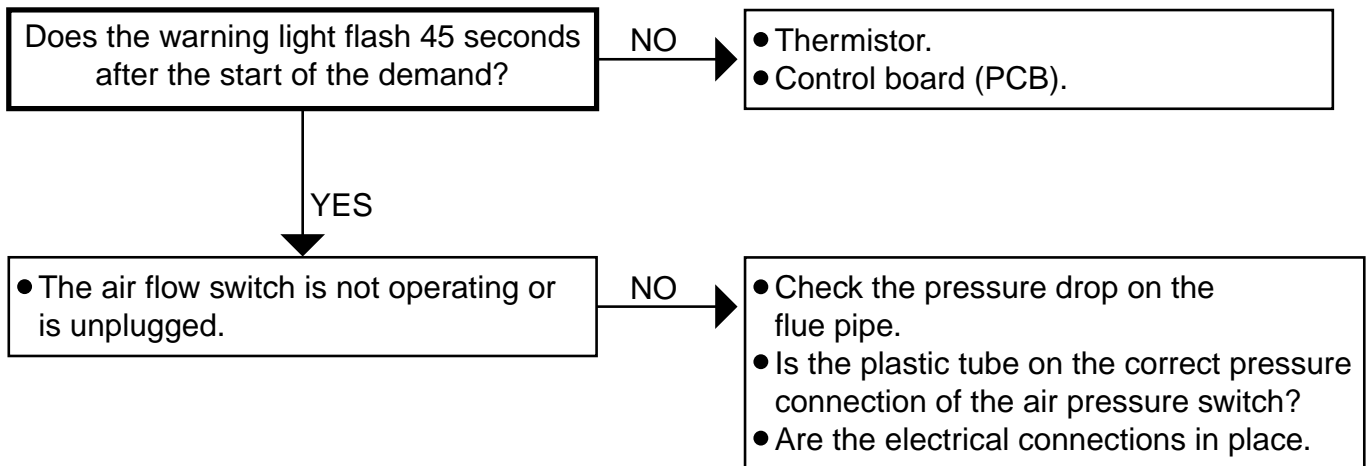 Does the warning light flash 45 seconds
after the start of the demand?
NO
● Thermistor.
● Control board (PCB).
YES
● The air flow switch is not operating or
is unplugged.
NO
● Check the pressure drop on the
flue pipe.
● Is the plastic tube on the correct pressure
connection of the air pressure switch?
● Are the electrical connections in place.